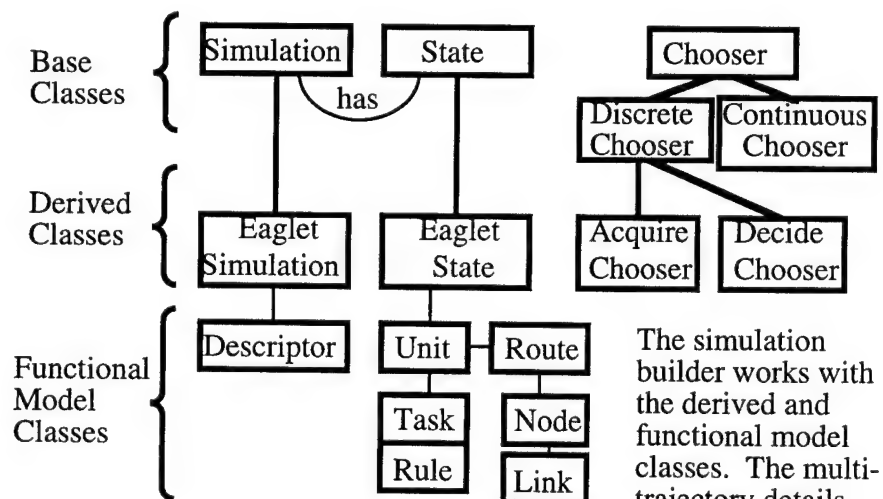 Base
Classes
Simulation
State
has
Chooser
Discrete
Chooser
Continuous
Chooser
Derived
Classes
Eaglet
Simulation
Eaglet
State
Acquire
Chooser
Decide
Chooser
Functional
Model
Classes
Descriptor
Unit
Route
Task
Rule
Node
Link
The simulation
builder works with
the derived and
functional model
classes. The multi-
trajectory details